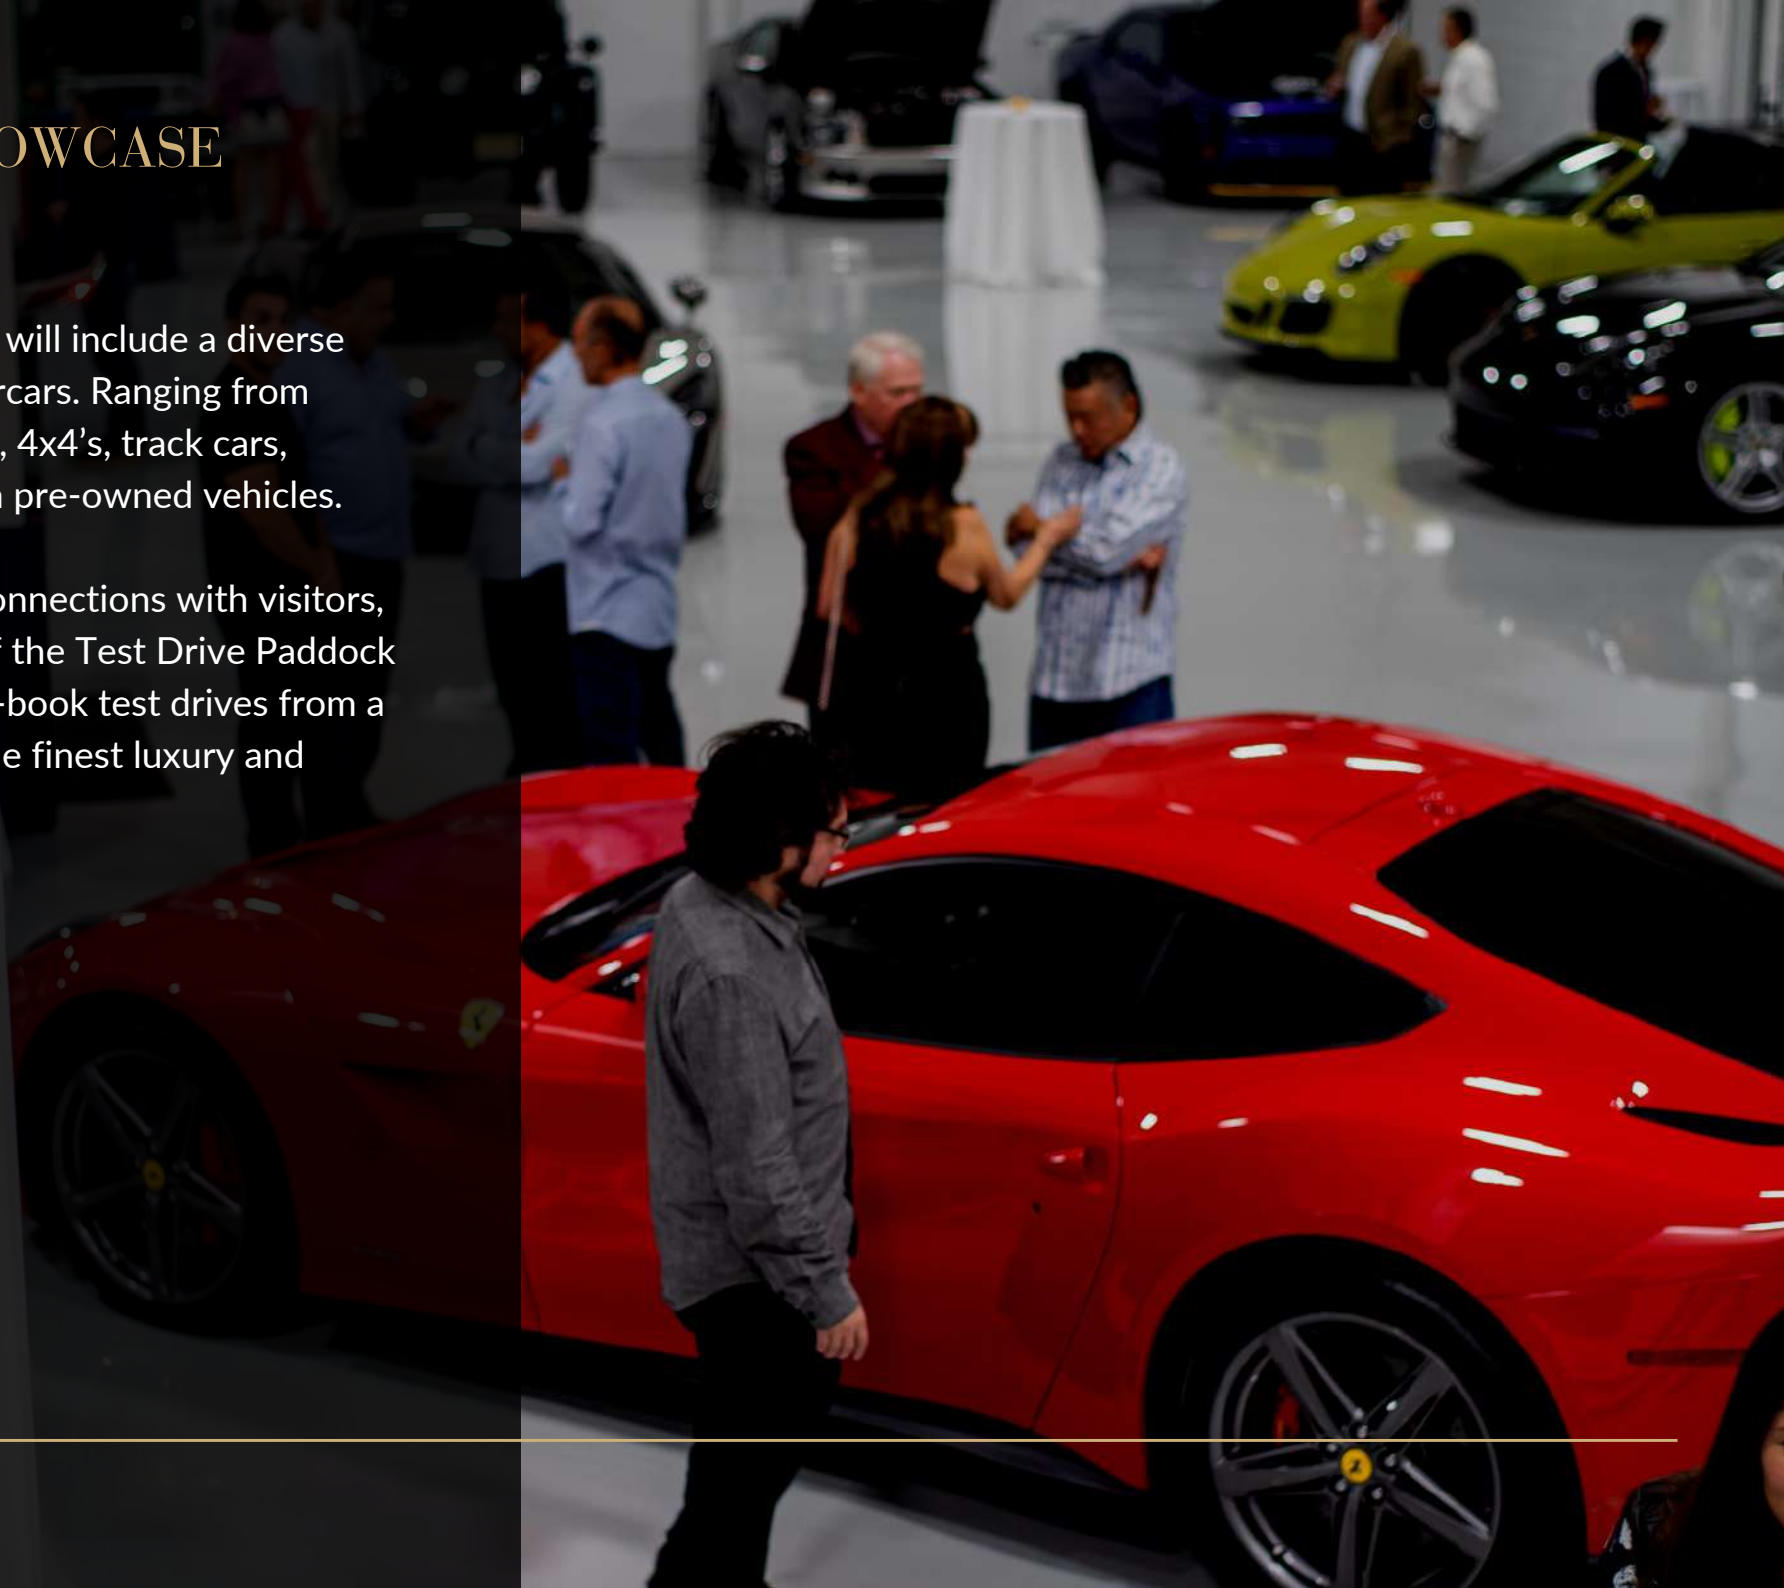 OWCASE
will include a diverse
rcars. Ranging from
, 4x4’s, track cars,
pre-owned vehicles.
onnections with visitors,
the Test Drive Paddock
-book test drives from a
e finest luxury and